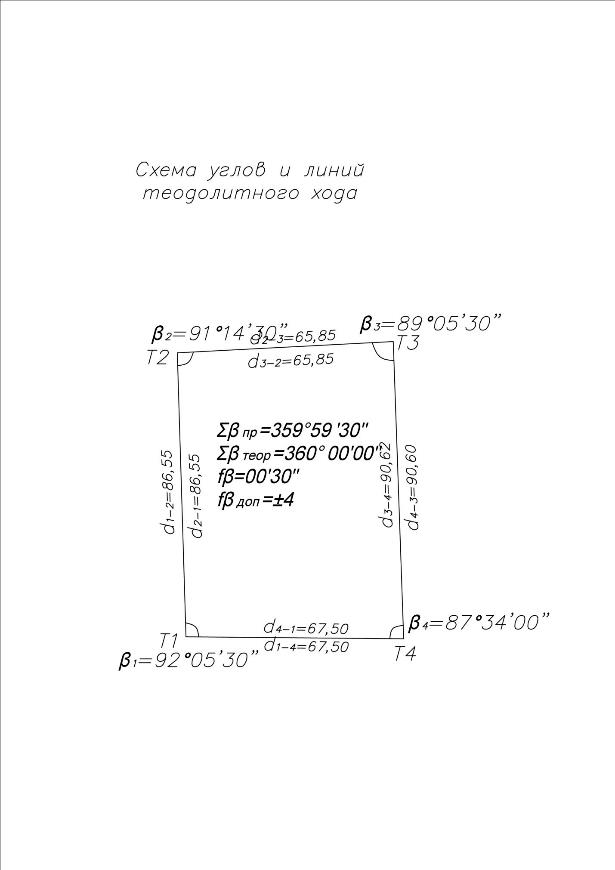 Схема углов и линий
теодолитного хода
β2=91°14'30"
d2-3=65,85
β3=89°05'30"
T2
d3-2=65,85
T3
Σβ пр =359°59 '30"
Σβ теор =360° 00'00"
fβ=00'30"
fβ доп =±4
d1-2=86,55
d2-1=86,55
d3-4=90,62
d4-3=90,60
T1
d4-1=67,50
β4=87°34'00"
β1=92°05'30"
d1-4=67,50
T4